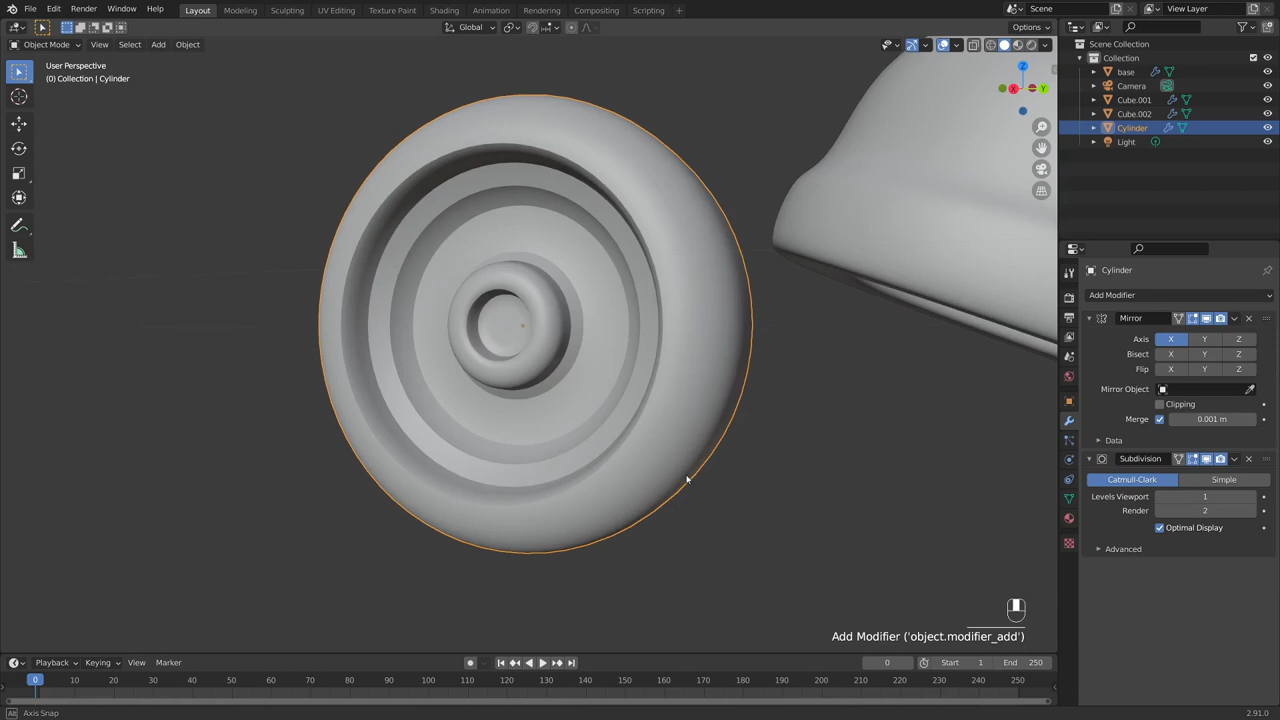 File Edit Render Window Help Layout Modeling Sculpting UV Editing Texture Paint Shading Animation Rendering Compositing Scripting + Scene View Layer
Global Options
Object Mode View Select Add Object
User Perspective
(0) Collection | Cylinder
Z
X Y
Scene Collection
Collection
base
Camera
Cube.001
Cube.002
Cylinder
Light
Cylinder
Add Modifier
Mirror
Axis X Y Z
Bisect X Y Z
Flip X Y Z
Mirror Object
Clipping
Merge 0.001 m
Data
Subdivision
Catmull-Clark Simple
Levels Viewport 1
Render 2
Optimal Display
Advanced
Add Modifier ('object.modifier_add')
Playback Keying View Marker 0 Start 1 End 250
0 10 20 30 40 50 60 70 80 90 100 110 120 130 140 150 160 170 180 190 200 210 220 230 240 250
Alt Axis Snap 2.91.0